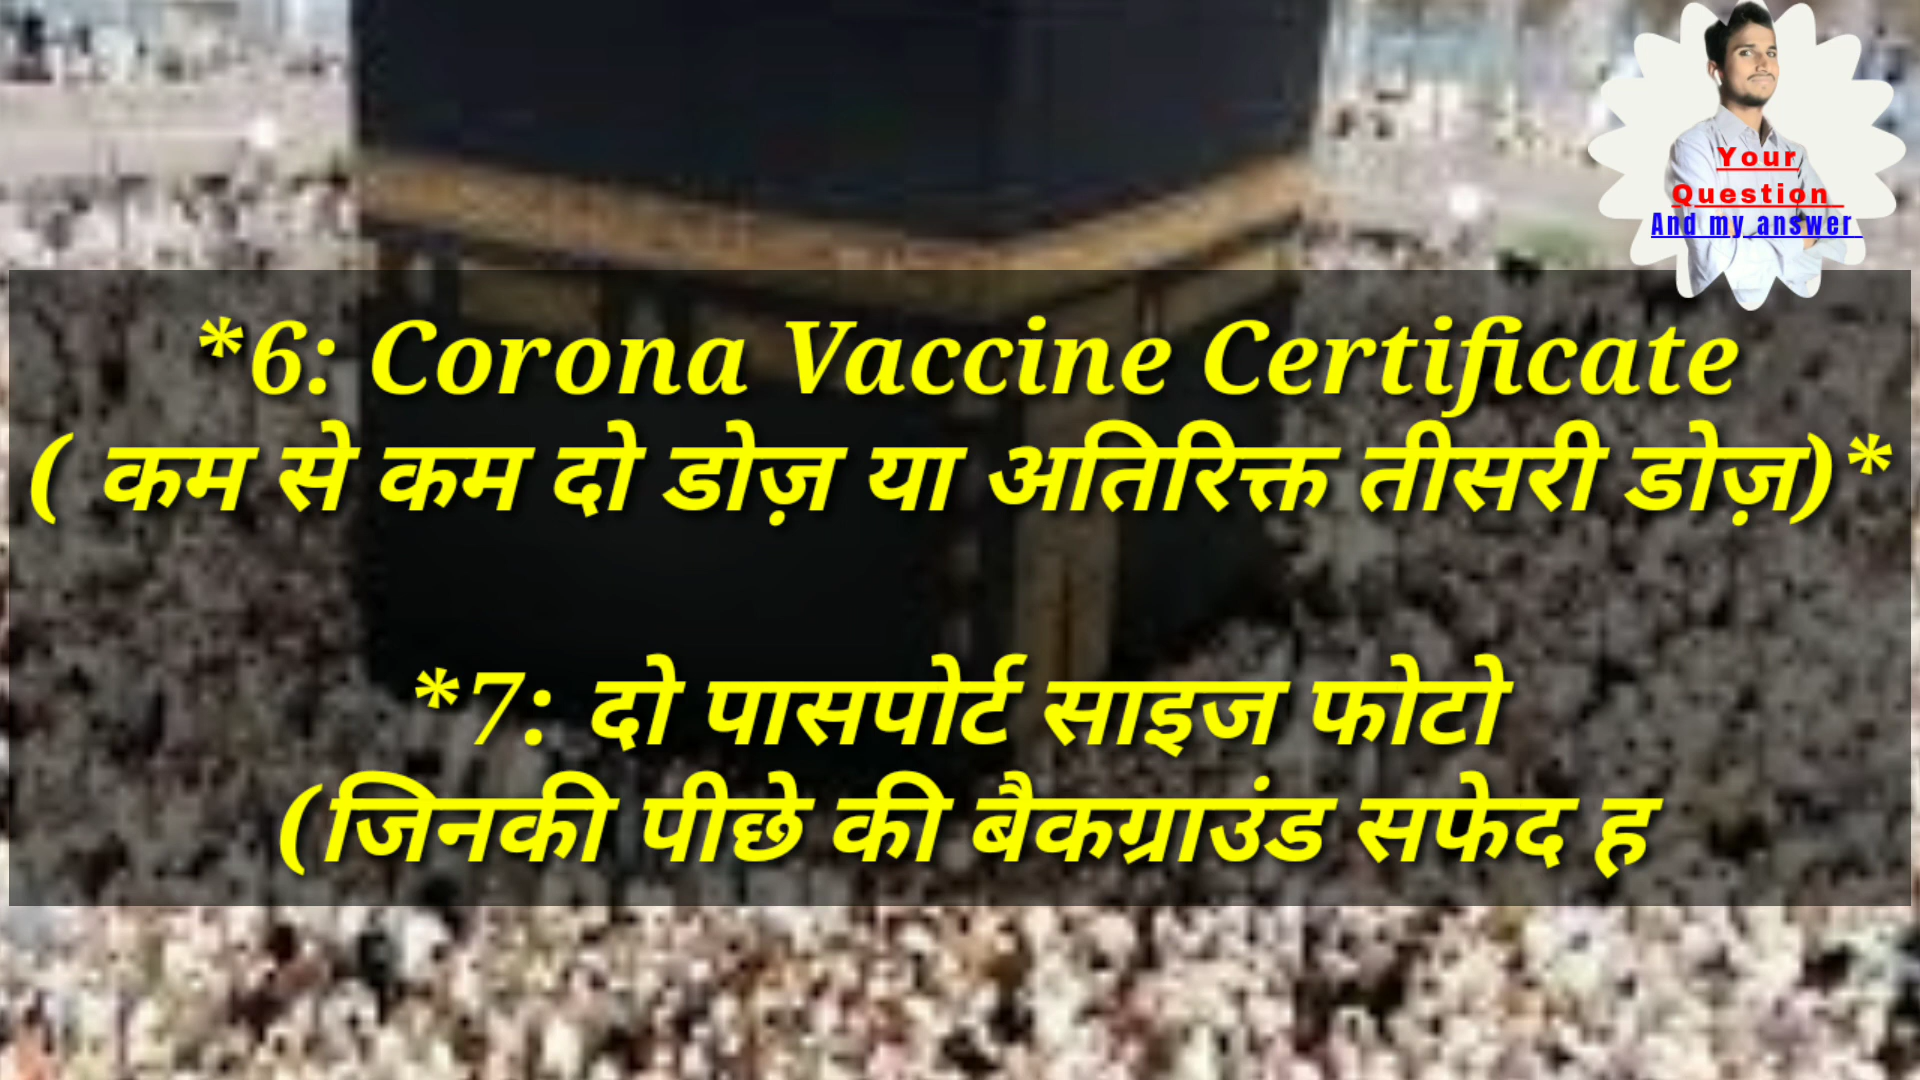 Your
Question
And my answer
*6: Corona Vaccine Certificate
( कम से कम दो डोज़ या अतिरिक्त तीसरी डोज़)*
*7: दो पासपोर्ट साइज फोटो
(जिनकी पीछे की बैकग्राउंड सफेद ह